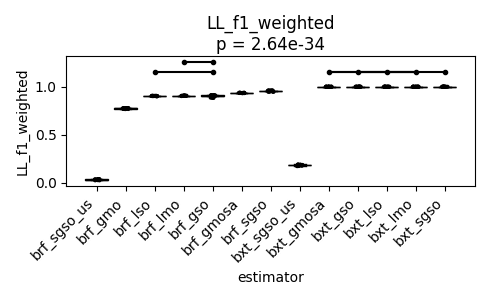 LL_f1_weighted
p = 2.64e-34
LL_f1_weighted
1.0
0.5
0.0
brf_sgso_us
brf_gmo
brf_lso
brf_lmo
brf_gso
brf_gmosa
brf_sgso
bxt_sgso_us
bxt_gmosa
bxt_gso
bxt_lso
bxt_lmo
bxt_sgso
estimator